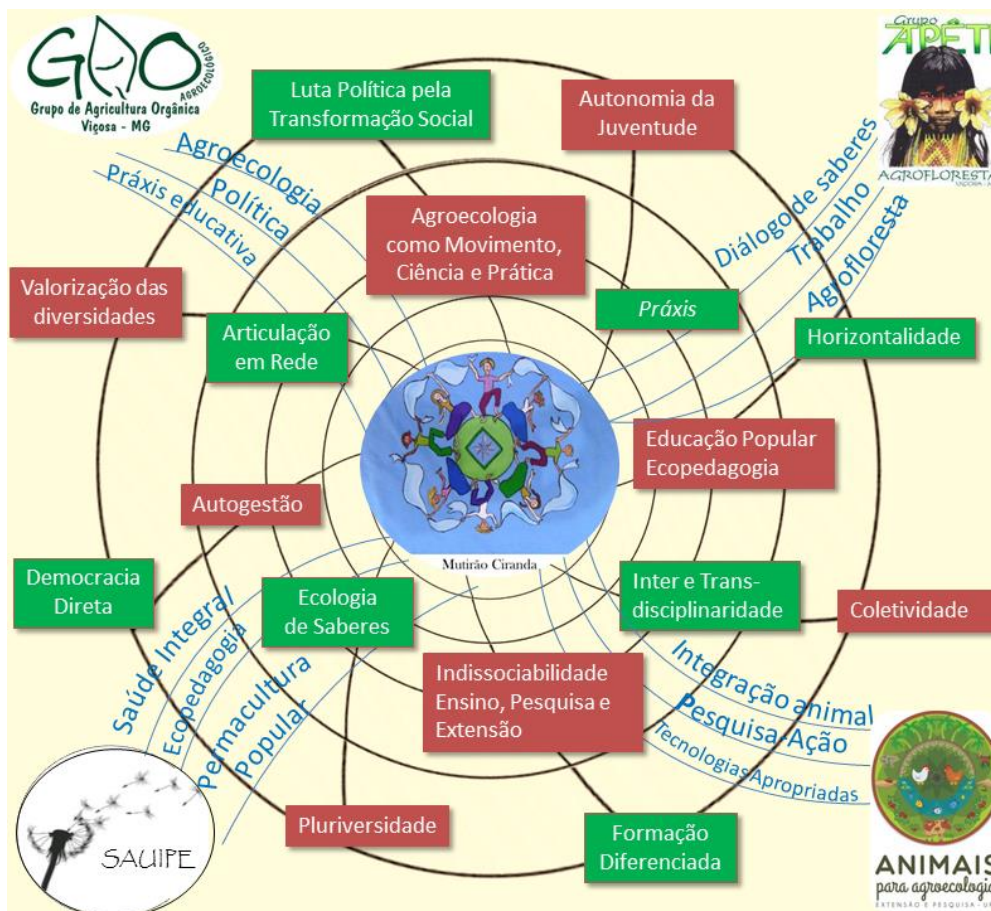 GAO
AGROECOLÓGICO
Grupo de Agricultura Orgânica
Viçosa - MG
Grupo
APÊTI
AGROFLORESTA
Luta Política pela
Transformação Social
Autonomia da
Juventude
Agroecologia
Política
Práxis educativa
Diálogo de saberes
Trabalho
Agrofloresta
Agroecologia
como Movimento,
Ciência e Prática
Valorização das
diversidades
Articulação
em Rede
Práxis
Horizontalidade
Educação Popular
Ecopedagogia
Autogestão
Mutirão Ciranda
Democracia
Direta
Ecologia
de Saberes
Inter e Trans-
disciplinaridade
Coletividade
Saúde Integral
Ecopedagogia
Permacultura
Popular
Indissociabilidade
Ensino, Pesquisa e
Extensão
Integração animal
Pesquisa-Ação
Tecnologias Apropriadas
Pluriversidade
Formação
Diferenciada
SAUIPE
ANIMAIS
para agroecologia
EXTENSÃO E PESQUISA - UF